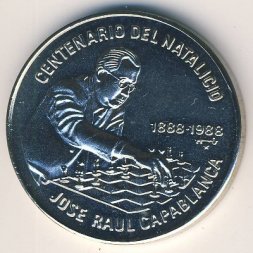 CENTENARIO DEL NATALICIO
1888-1988
JOSE RAUL CAPABLANCA